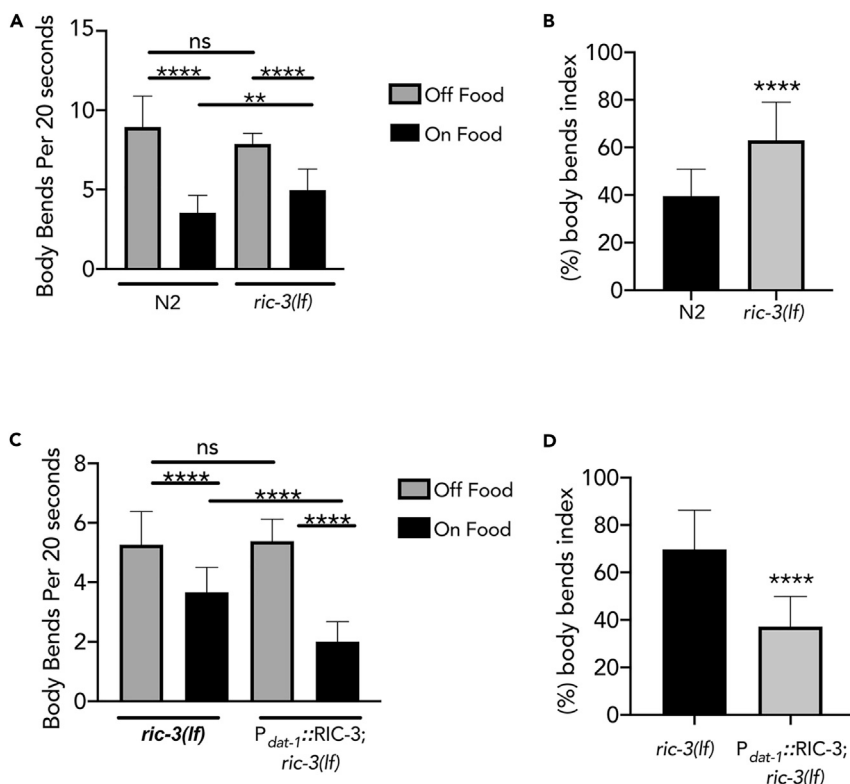 A
Body Bends Per 20 seconds
15
10
5
0
ns
****
****
**
N2
ric-3(lf)
Off Food
On Food
B
(%) body bends index
100
80
60
40
20
0
****
N2
ric-3(lf)
C
Body Bends Per 20 seconds
8
6
4
2
0
ns
****
****
****
ric-3(lf)
Pdat-1::RIC-3;
ric-3(lf)
Off Food
On Food
D
(%) body bends index
100
80
60
40
20
0
****
ric-3(lf)
Pdat-1::RIC-3;
ric-3(lf)